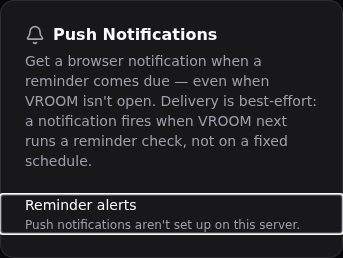 Push Notifications
Get a browser notification when a
reminder comes due — even when
VROOM isn't open. Delivery is best-effort:
a notification fires when VROOM next
runs a reminder check, not on a fixed
schedule.
Reminder alerts
Push notifications aren't set up on this server.